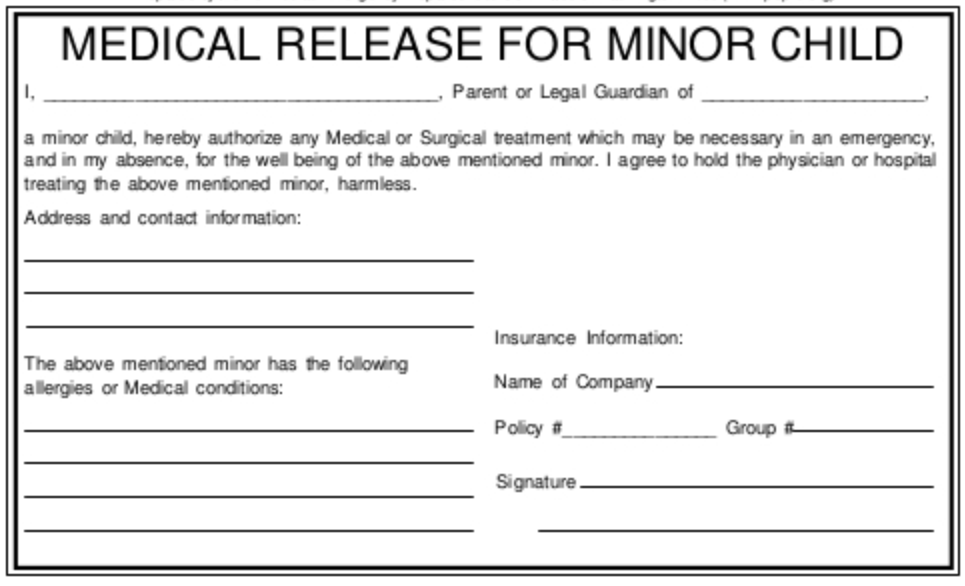 MEDICAL RELEASE FOR MINOR CHILD
I, ________________________________, Parent or Legal Guardian of __________________,
a minor child, hereby authorize any Medical or Surgical treatment which may be necessary in an emergency,
and in my absence, for the well being of the above mentioned minor. I agree to hold the physician or hospital
treating the above mentioned minor, harmless.
Address and contact information:
The above mentioned minor has the following
allergies or Medical conditions:
Insurance Information:
Name of Company
Policy #_____________ Group #
Signature